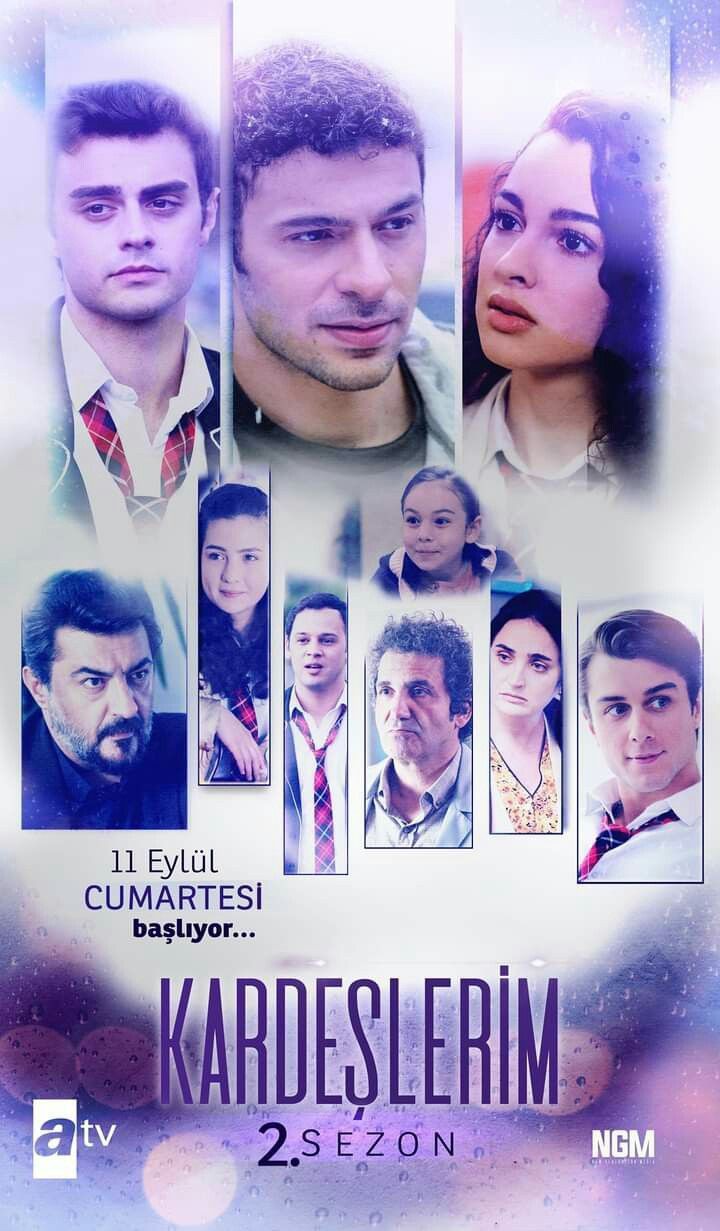 11 Eylül
CUMARTESİ
başlıyor...
KARDEŞLERİM
2. SEZON
atv
NGM